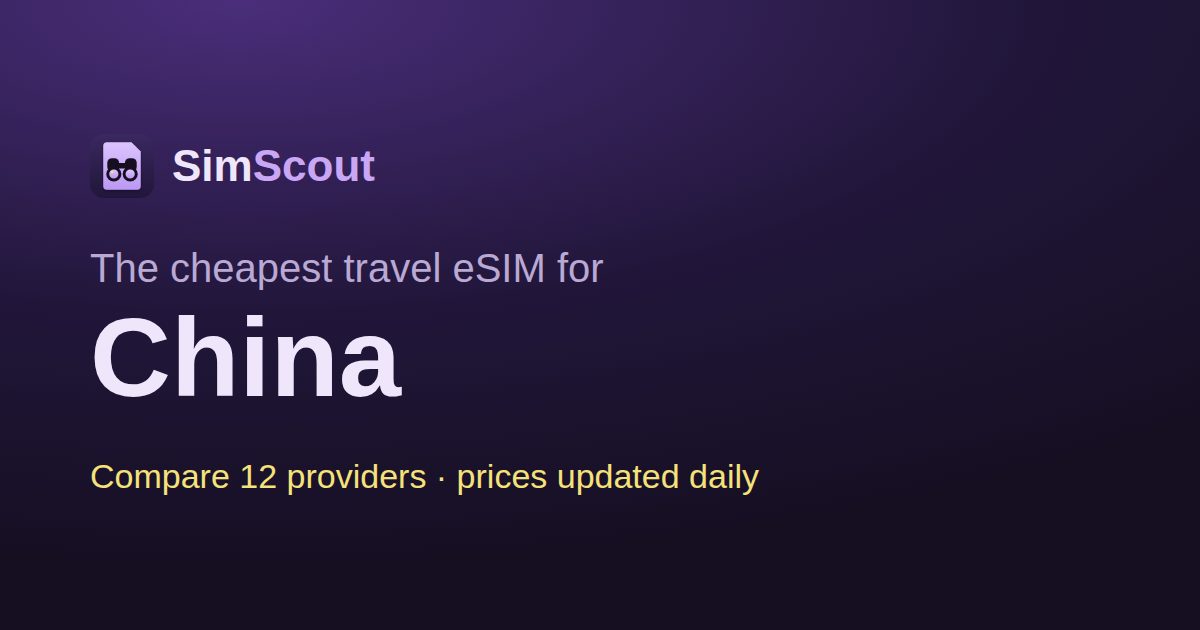 SimScout
The cheapest travel eSIM for
China
Compare 12 providers · prices updated daily